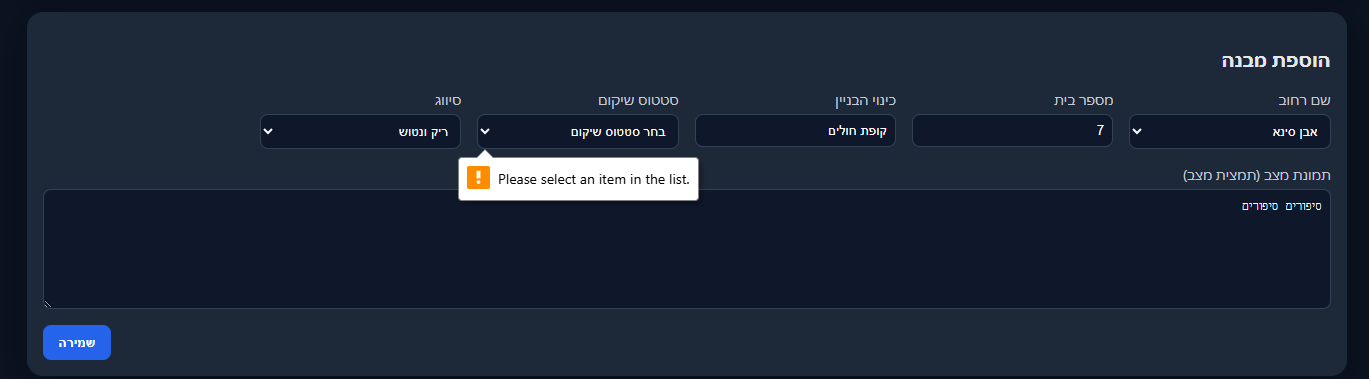 הוספת מבנה
שם רחוב מספר בית כינוי הבניין סטטוס שיקום סיווג
אבן סינא 7 קופת חולים בחר סטטוס שיקום ריק ונטוש
Please select an item in the list.
תמונת מצב (תמצית מצב)
סיפורים סיפורים
שמירה